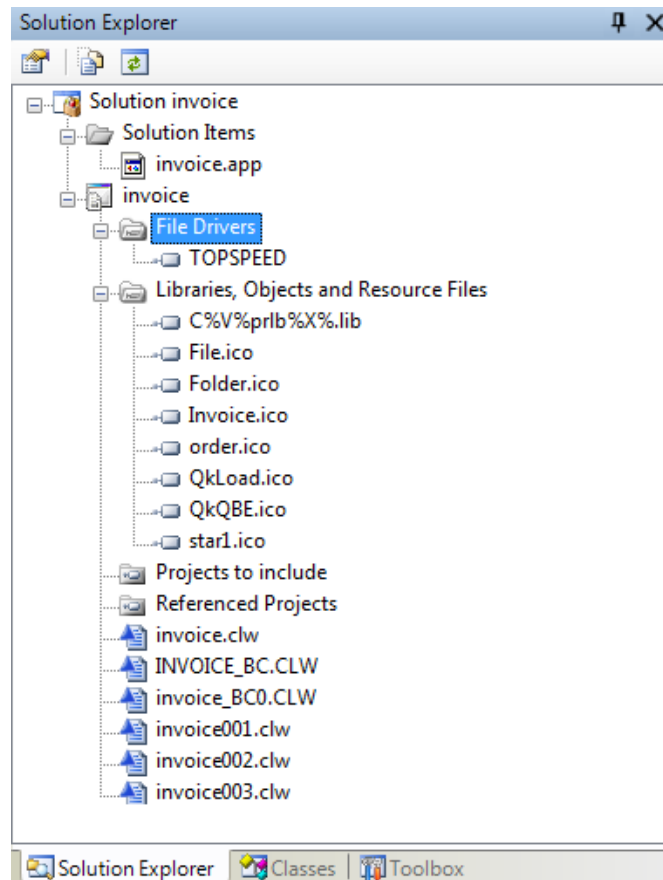 Solution Explorer
Solution invoice
Solution Items
invoice.app
invoice
File Drivers
TOPSPEED
Libraries, Objects and Resource Files
C%V%prlb%X%.lib
File.ico
Folder.ico
Invoice.ico
order.ico
QkLoad.ico
QkQBE.ico
star1.ico
Projects to include
Referenced Projects
invoice.clw
INVOICE_BC.CLW
invoice_BC0.CLW
invoice001.clw
invoice002.clw
invoice003.clw
Solution Explorer Classes Toolbox